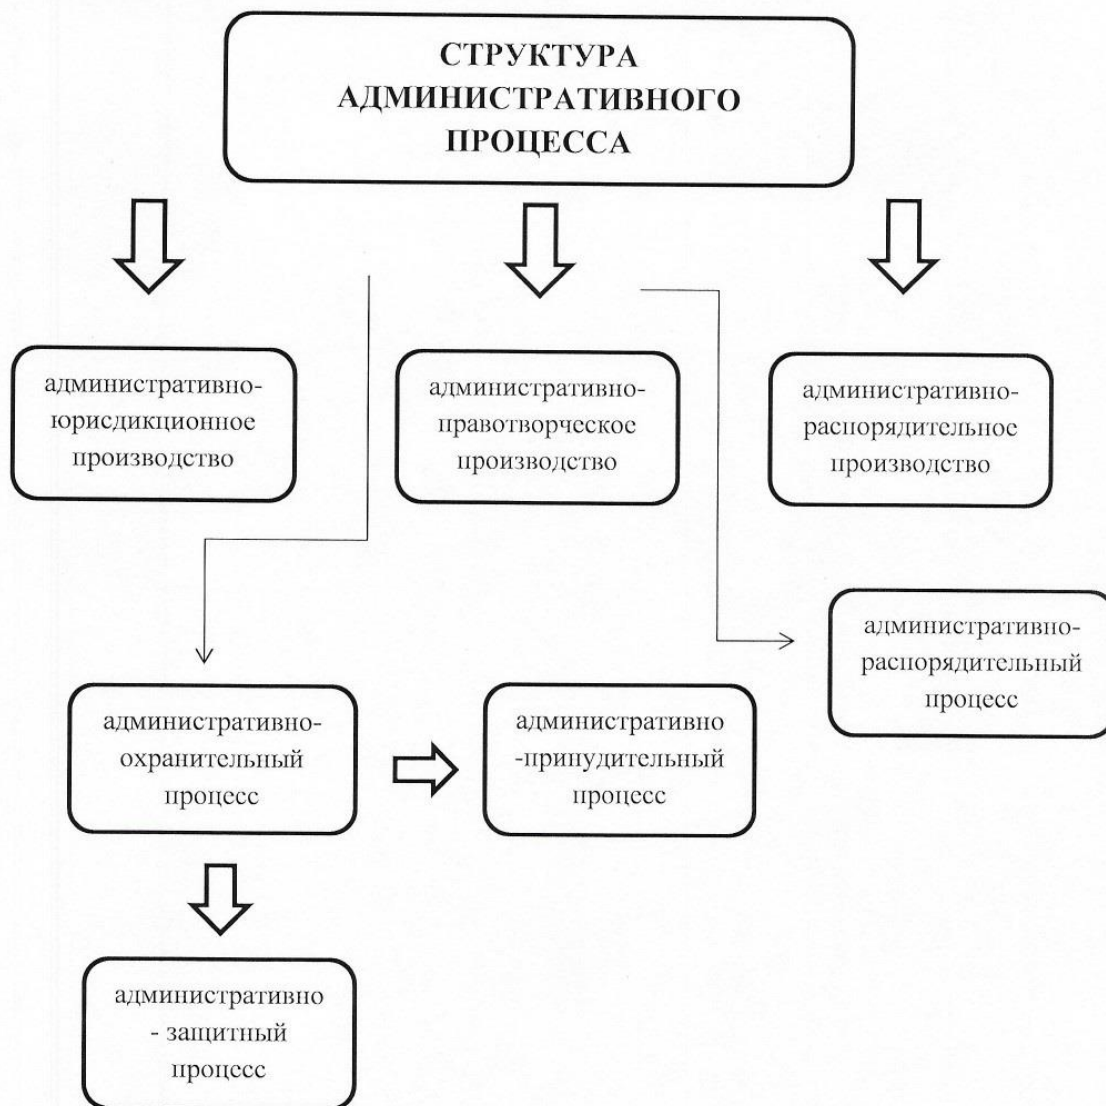 СТРУКТУРА
АДМИНИСТРАТИВНОГО
ПРОЦЕССА
административно-
юрисдикционное
производство
административно-
правотворческое
производство
административно-
распорядительное
производство
административно-
распорядительный
процесс
административно-
охранительный
процесс
административно
-принудительный
процесс
административно
- защитный
процесс